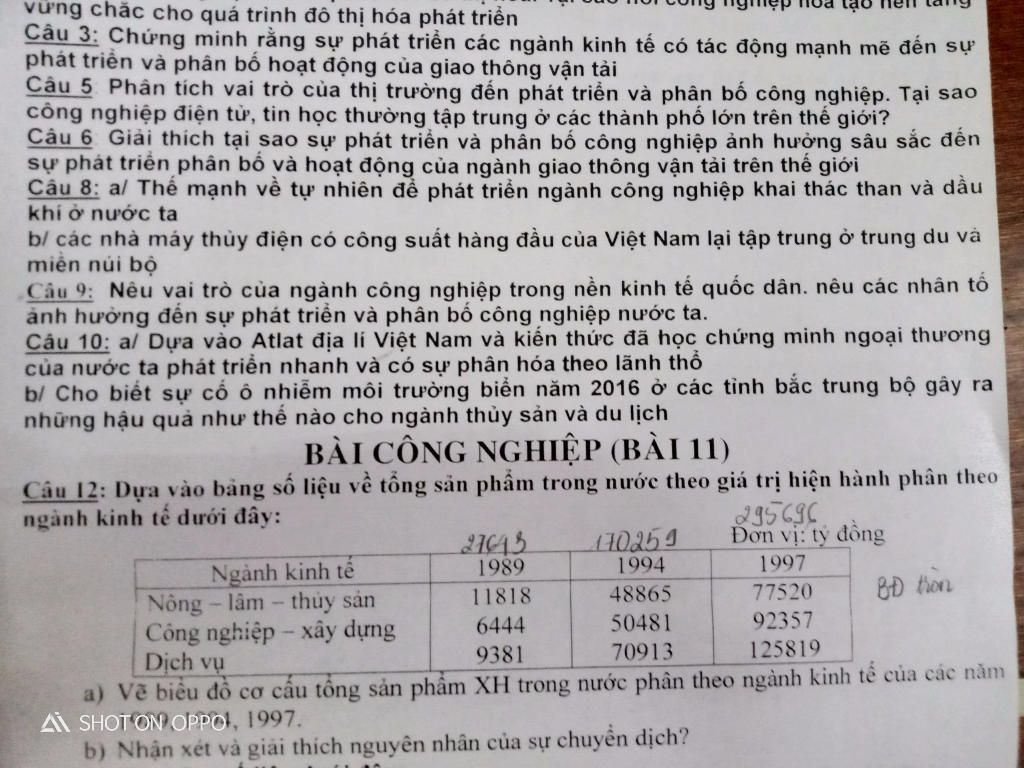 vững chắc cho quá trình đô thị hóa phát triển
Câu 3: Chứng minh rằng sự phát triển các ngành kinh tế có tác động mạnh mẽ đến sự
phát triển và phân bố hoạt động của giao thông vận tải
Câu 5 Phân tích vai trò của thị trường đến phát triển và phân bố công nghiệp. Tại sao
công nghiệp điện tử, tin học thường tập trung ở các thành phố lớn trên thế giới?
Câu 6 Giải thích tại sao sự phát triển và phân bố công nghiệp ảnh hưởng sâu sắc đến
sự phát triển phân bố và hoạt động của ngành giao thông vận tải trên thế giới
Câu 8: a/ Thế mạnh về tự nhiên để phát triển ngành công nghiệp khai thác than và dầu
khí ở nước ta
b/ các nhà máy thủy điện có công suất hàng đầu của Việt Nam lại tập trung ở trung du và
miền núi bộ
Câu 9: Nêu vai trò của ngành công nghiệp trong nền kinh tế quốc dân. nêu các nhân tố
ảnh hưởng đến sự phát triển và phân bố công nghiệp nước ta.
Câu 10: a/ Dựa vào Atlat địa lí Việt Nam và kiến thức đã học chứng minh ngoại thương
của nước ta phát triển nhanh và có sự phân hóa theo lãnh thổ
b/ Cho biết sự cố ô nhiễm môi trường biển năm 2016 ở các tỉnh bắc trung bộ gây ra
những hậu quả như thế nào cho ngành thủy sản và du lịch
BÀI CÔNG NGHIỆP (BÀI 11)
Câu 12: Dựa vào bảng số liệu về tổng sản phẩm trong nước theo giá trị hiện hành phân theo
ngành kinh tế dưới đây:
27643 170259 295696
Đơn vị: tỷ đồng
Ngành kinh tế 1989 1994 1997
Nông – lâm – thủy sản 11818 48865 77520
BĐ tròn
Công nghiệp – xây dựng 6444 50481 92357
Dịch vụ 9381 70913 125819
a) Vẽ biểu đồ cơ cấu tổng sản phẩm XH trong nước phân theo ngành kinh tế của các năm
1997.
SHOT ON OPPO
b) Nhận xét và giải thích nguyên nhân của sự chuyển dịch?